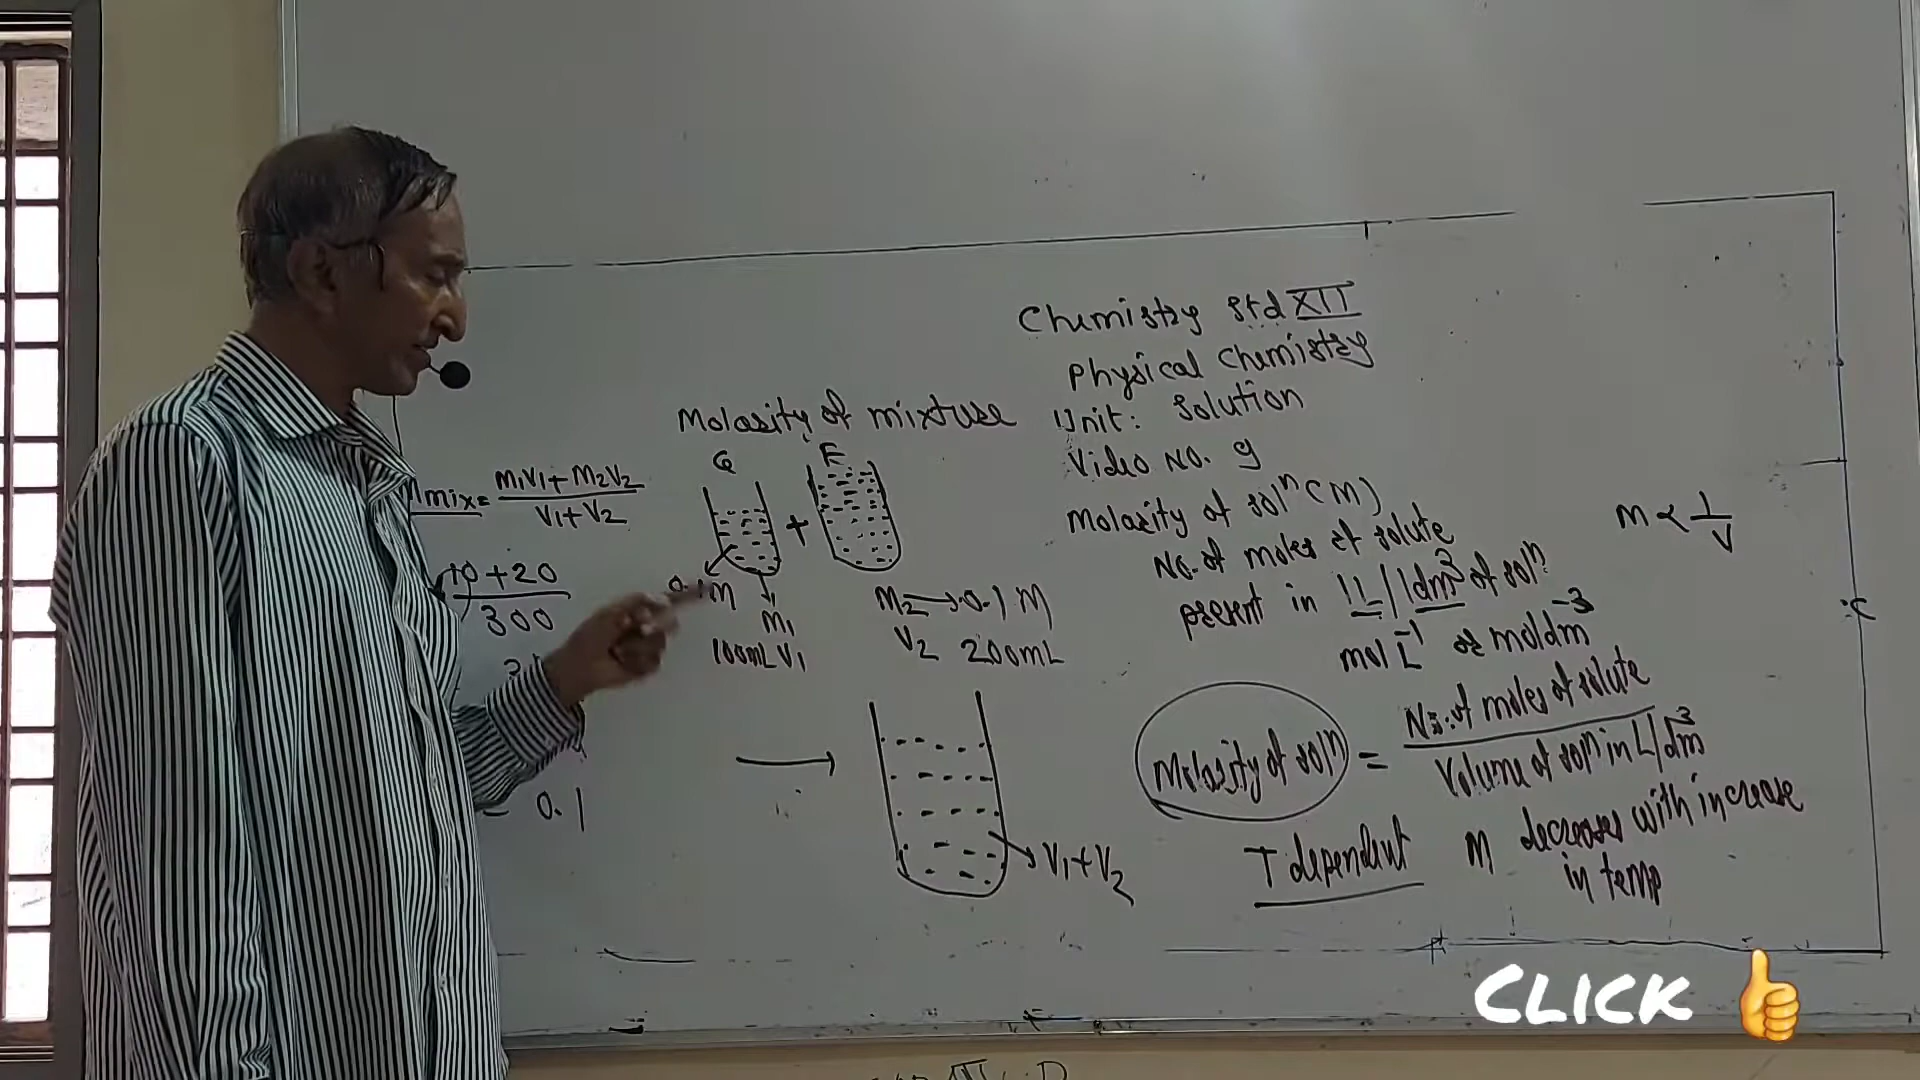 Chemistry Std XII
Physical Chemistry
Unit: Solution
Video No. 9
Molarity of Solⁿ (M)
No. of moles of solute
present in 1L/1dm³ of solⁿ
mol L⁻¹ or moldm⁻³
Molarity of solⁿ = No. of moles of solute
Volume of solⁿ in L/dm³
T dependent M decreases with increase
in temp
M ∝ 1/V
Molarity of mixture
mix = M₁V₁ + M₂V₂
V₁ + V₂
10 + 20
300
= 0.1
+
M
M₁
100mL V₁
M₂ → 0.1 M
V₂ 200mL
V₁+V₂
°C
CLICK